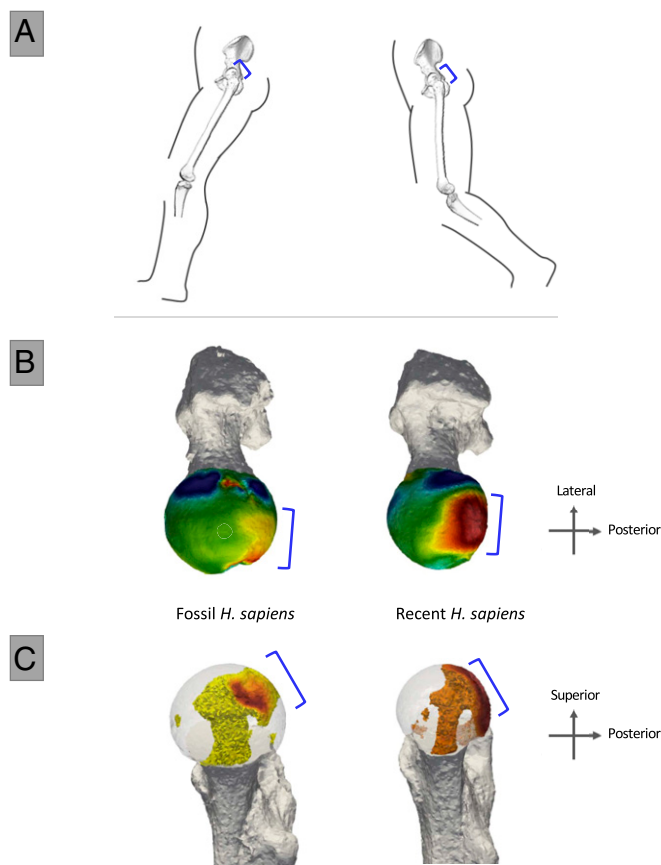 A
B
Lateral
Posterior
Fossil H. sapiens
Recent H. sapiens
C
Superior
Posterior